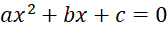 ax² + bx + c = 0